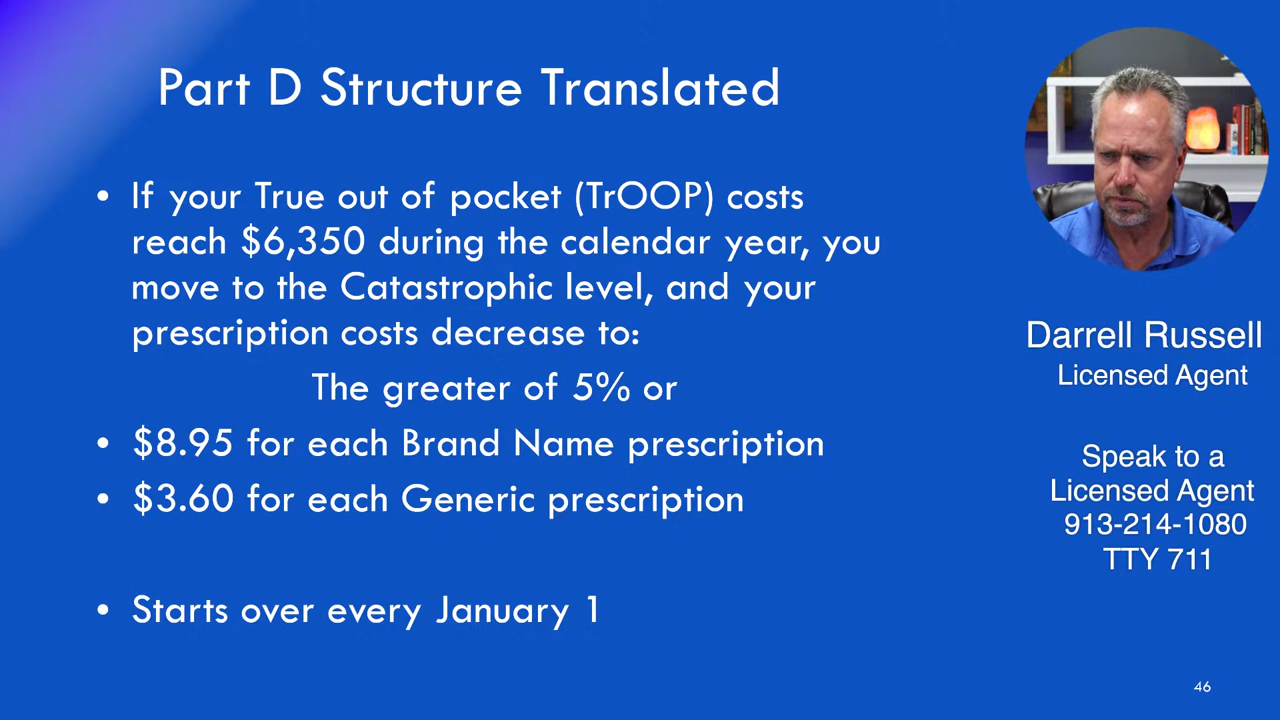 Part D Structure Translated
• If your True out of pocket (TrOOP) costs
reach $6,350 during the calendar year, you
move to the Catastrophic level, and your
prescription costs decrease to:
The greater of 5% or
• $8.95 for each Brand Name prescription
• $3.60 for each Generic prescription
• Starts over every January 1
Darrell Russell
Licensed Agent
Speak to a
Licensed Agent
913-214-1080
TTY 711
46